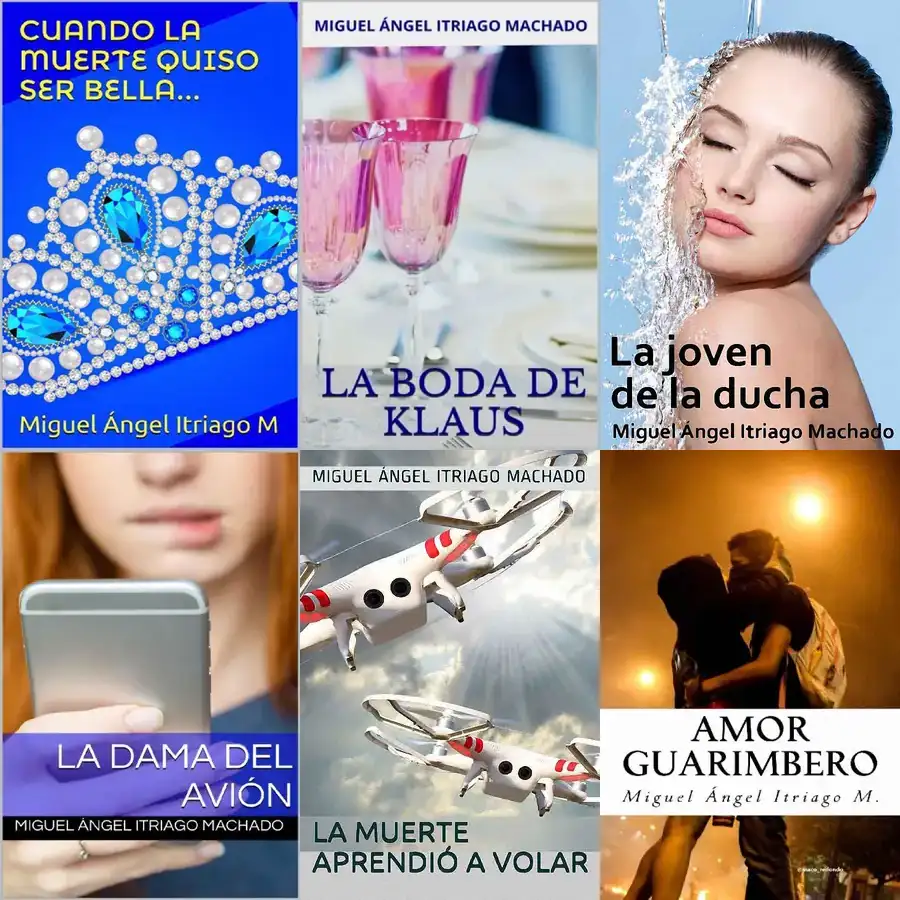 CUANDO LA
MUERTE QUISO
SER BELLA...
Miguel Ángel Itriago M
MIGUEL ÁNGEL ITRIAGO MACHADO
LA BODA DE
KLAUS
La joven
de la ducha
Miguel Ángel Itriago Machado
LA DAMA DEL
AVIÓN
MIGUEL ÁNGEL ITRIAGO MACHADO
MIGUEL ÁNGEL ITRIAGO MACHADO
LA MUERTE
APRENDIÓ A VOLAR
AMOR
GUARIMBERO
Miguel Ángel Itriago M.